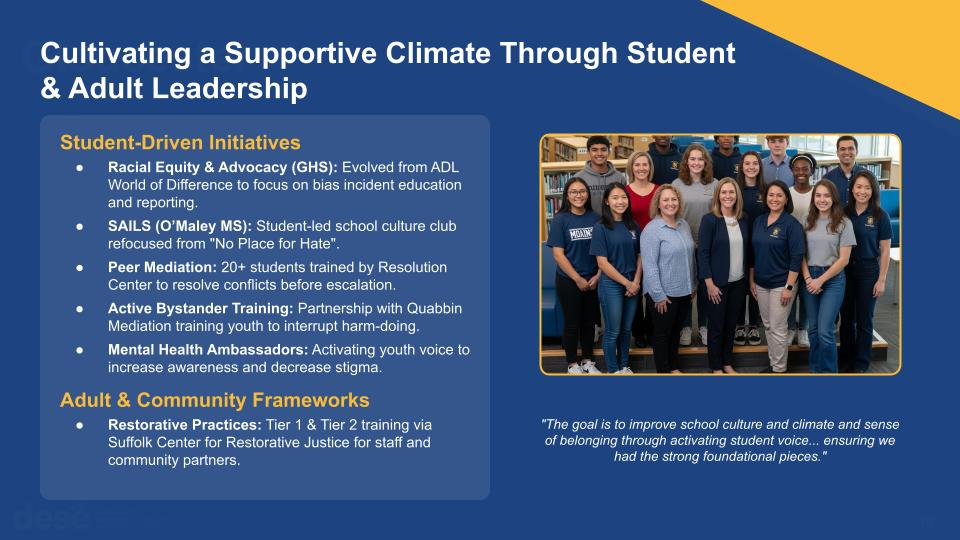 Cultivating a Supportive Climate Through Student
& Adult Leadership
Student-Driven Initiatives
● Racial Equity & Advocacy (GHS): Evolved from ADL
World of Difference to focus on bias incident education
and reporting.
● SAILS (O’Maley MS): Student-led school culture club
refocused from "No Place for Hate".
● Peer Mediation: 20+ students trained by Resolution
Center to resolve conflicts before escalation.
● Active Bystander Training: Partnership with Quabbin
Mediation training youth to interrupt harm-doing.
● Mental Health Ambassadors: Activating youth voice to
increase awareness and decrease stigma.
Adult & Community Frameworks
● Restorative Practices: Tier 1 & Tier 2 training via
Suffolk Center for Restorative Justice for staff and
community partners.
"The goal is to improve school culture and climate and sense
of belonging through activating student voice... ensuring we
had the strong foundational pieces."
dese